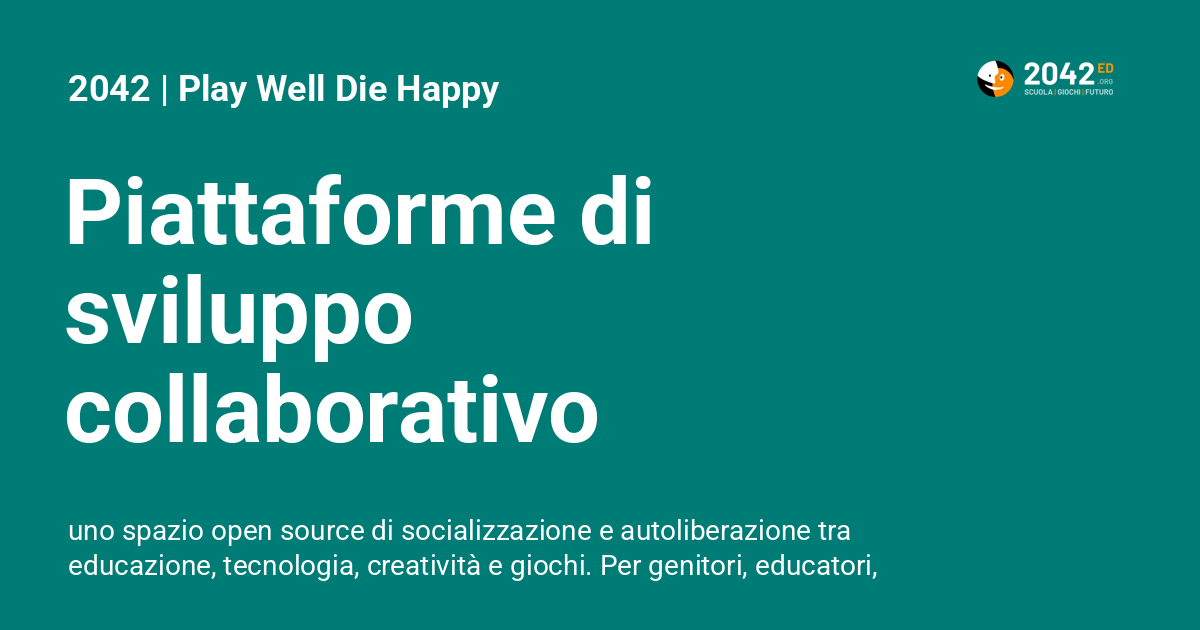 2042 | Play Well Die Happy
2042 ED
.ORG
SCUOLA | GIOCHI | FUTURO
Piattaforme di
sviluppo
collaborativo
uno spazio open source di socializzazione e autoliberazione tra
educazione, tecnologia, creatività e giochi. Per genitori, educatori,